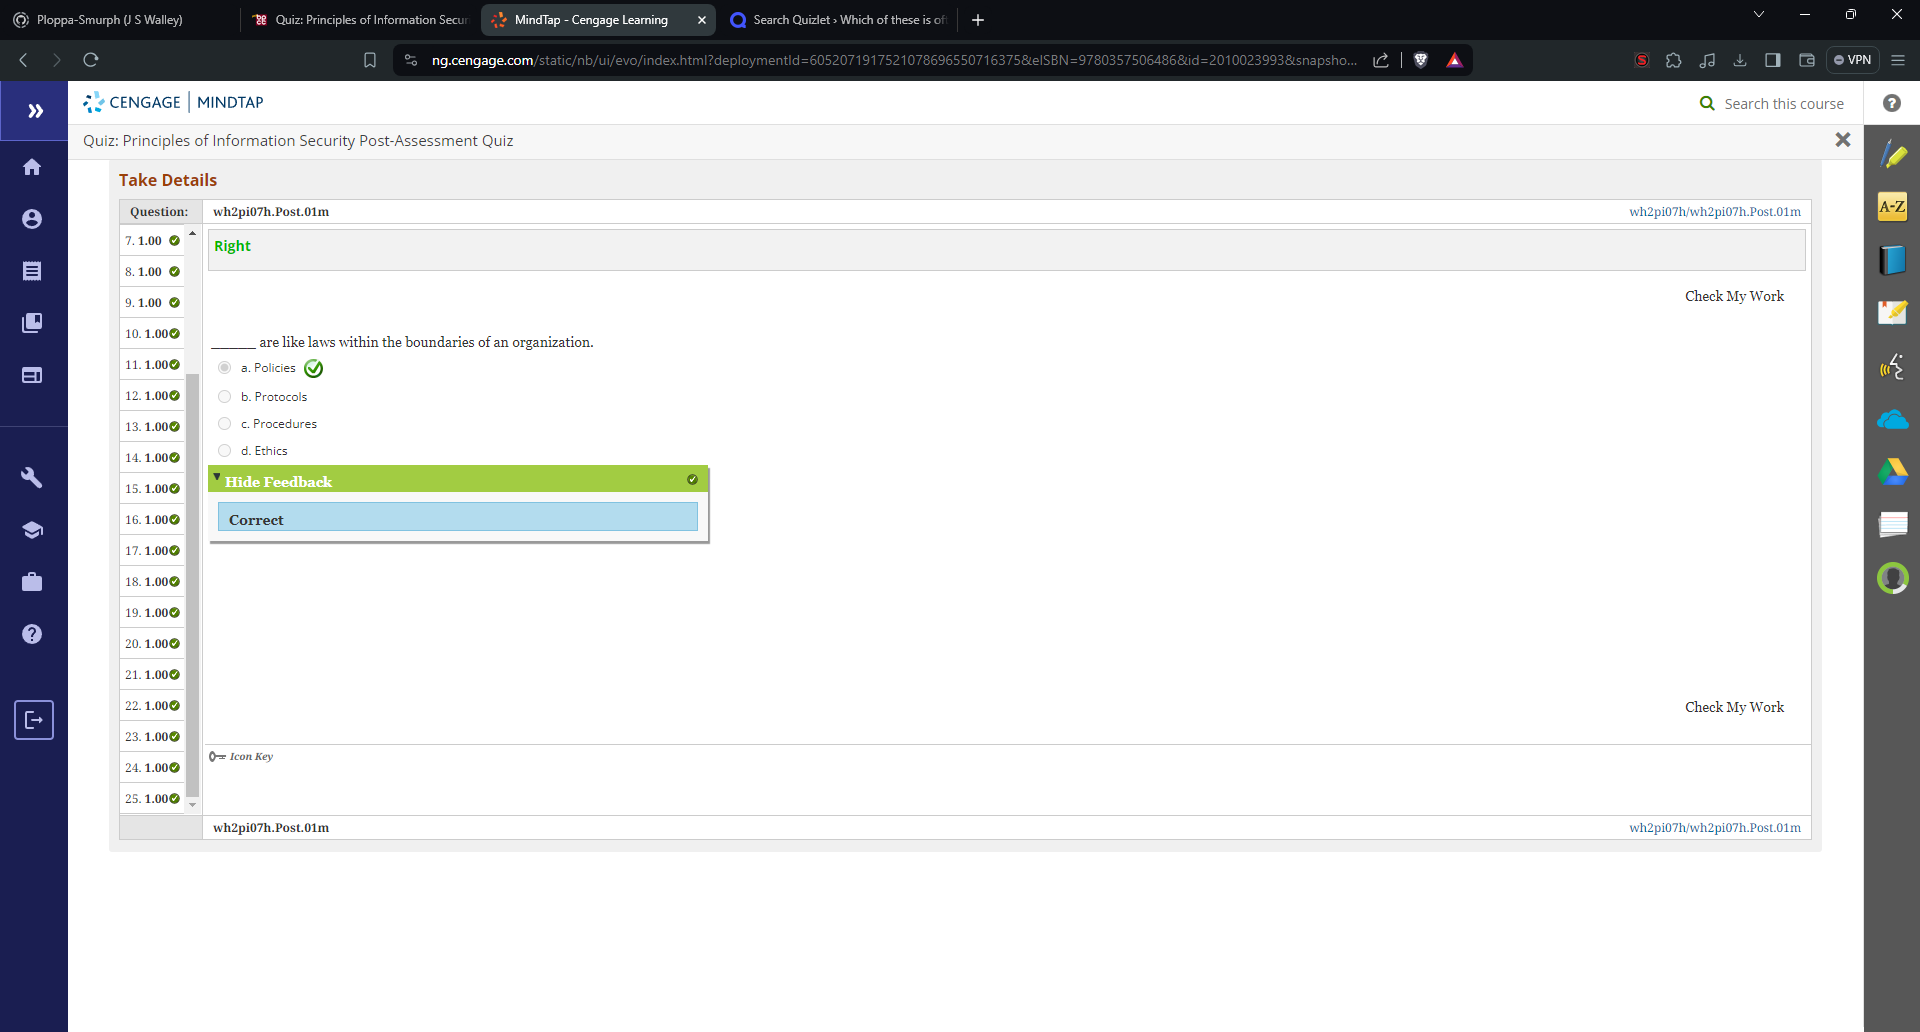 Ploppa-Smurph (J S Walley)
Quiz: Principles of Information Secur
MindTap - Cengage Learning
Search Quizlet › Which of these is of
ng.cengage.com/static/nb/ui/evo/index.html?deploymentId=6052071917521078696550716375&eISBN=9780357506486&id=2010023993&snapsho...
VPN
CENGAGE | MINDTAP
Search this course
Quiz: Principles of Information Security Post-Assessment Quiz
A-Z
Take Details
Question:
wh2pi07h.Post.01m
wh2pi07h/wh2pi07h.Post.01m
7. 1.00
8. 1.00
9. 1.00
10. 1.00
11. 1.00
12. 1.00
13. 1.00
14. 1.00
15. 1.00
16. 1.00
17. 1.00
18. 1.00
19. 1.00
20. 1.00
21. 1.00
22. 1.00
23. 1.00
24. 1.00
25. 1.00
Right
Check My Work
______ are like laws within the boundaries of an organization.
a. Policies
b. Protocols
c. Procedures
d. Ethics
Hide Feedback
Correct
Check My Work
Icon Key
wh2pi07h.Post.01m
wh2pi07h/wh2pi07h.Post.01m